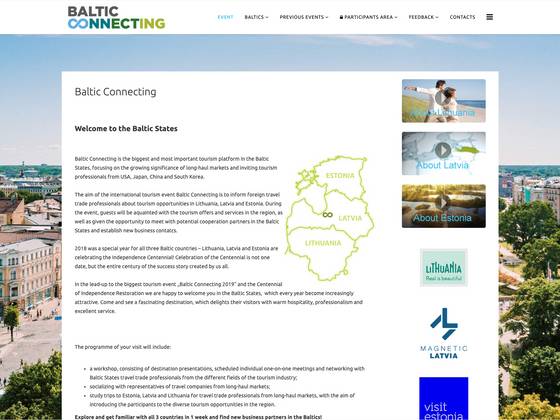 BALTIC
CONNECTING
EVENT
BALTICS
PREVIOUS EVENTS
PARTICIPANTS AREA
FEEDBACK
CONTACTS
Baltic Connecting
Welcome to the Baltic States
Baltic Connecting is the biggest and most important tourism platform in the Baltic
States, focusing on the growing significance of long-haul markets and inviting tourism
professionals from USA, Japan, China and South Korea.
The aim of the international tourism event Baltic Connecting is to inform foreign travel
trade professionals about tourism opportunities in Lithuania, Latvia and Estonia. During
the event, guests will be aquainted with the tourism offers and services in the region, as
well as given the opportunity to meet with potential cooperation partners in the Baltic
States and establish new business contatcs.
2018 was a special year for all three Baltic countries – Lithuania, Latvia and Estonia are
celebrating the Independence Centennial! Celebration of the Centennial is not one
date, but the entire century of the success story created by us all.
In the lead-up to the biggest tourism event „Baltic Connecting 2019" and the Centennial
of Independence Restoration we are happy to welcome you in the Baltic States, which every year become increasingly
attractive. Come and see a fascinating destination, which delights their visitors with warm hospitality, professionalism and
excellent service.
The programme of your visit will include:
a workshop, consisting of destination presentations, scheduled individual one-on-one meetings and networking with
Baltic States travel trade professionals from the different fields of the tourism industry;
socializing with representatives of travel companies from long-haul markets;
study trips to Estonia, Latvia and Lithuania for travel trade professionals from long-haul markets, with the aim of
introducing the participants to the diverse tourism opportunities in the region.
Explore and get familiar with all 3 countries in 1 week and find new business partners in the Baltics!
ESTONIA
LATVIA
LITHUANIA
About Lithuania
About Latvia
About Estonia
LITHUANIA
Real is beautiful
MAGNETIC
LATVIA
visit
estonia